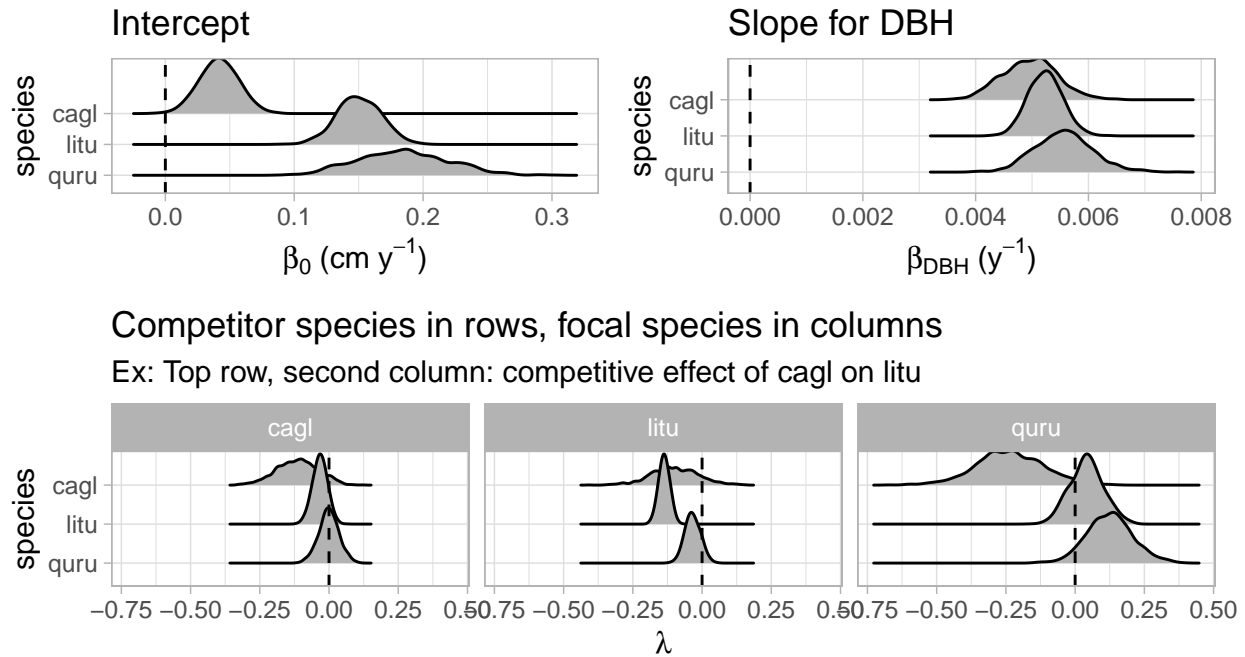 Intercept
Slope for DBH
species
cagl
litu
quru
0.0 0.1 0.2 0.3
β0 (cm y−1)
species
cagl
litu
quru
0.000 0.002 0.004 0.006 0.008
βDBH (y−1)
Competitor species in rows, focal species in columns
Ex: Top row, second column: competitive effect of cagl on litu
cagl litu quru
species
cagl
litu
quru
−0.75 −0.50 −0.25 0.00 0.25 0.50
−0.75 −0.50 −0.25 0.00 0.25 0.50
−0.75 −0.50 −0.25 0.00 0.25 0.50
λ